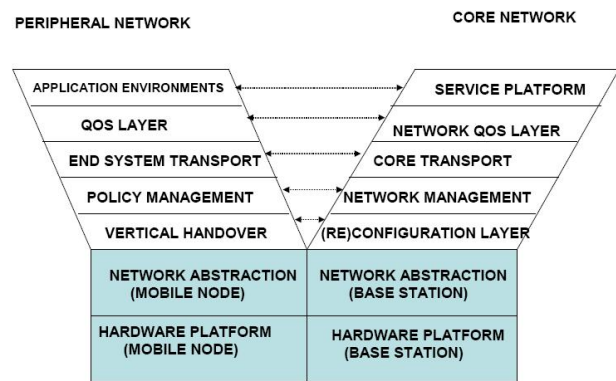 PERIPHERAL NETWORK
CORE NETWORK
APPLICATION ENVIRONMENTS
SERVICE PLATFORM
QOS LAYER
NETWORK QOS LAYER
END SYSTEM TRANSPORT
CORE TRANSPORT
POLICY MANAGEMENT
NETWORK MANAGEMENT
VERTICAL HANDOVER
(RE)CONFIGURATION LAYER
NETWORK ABSTRACTION
(MOBILE NODE)
NETWORK ABSTRACTION
(BASE STATION)
HARDWARE PLATFORM
(MOBILE NODE)
HARDWARE PLATFORM
(BASE STATION)